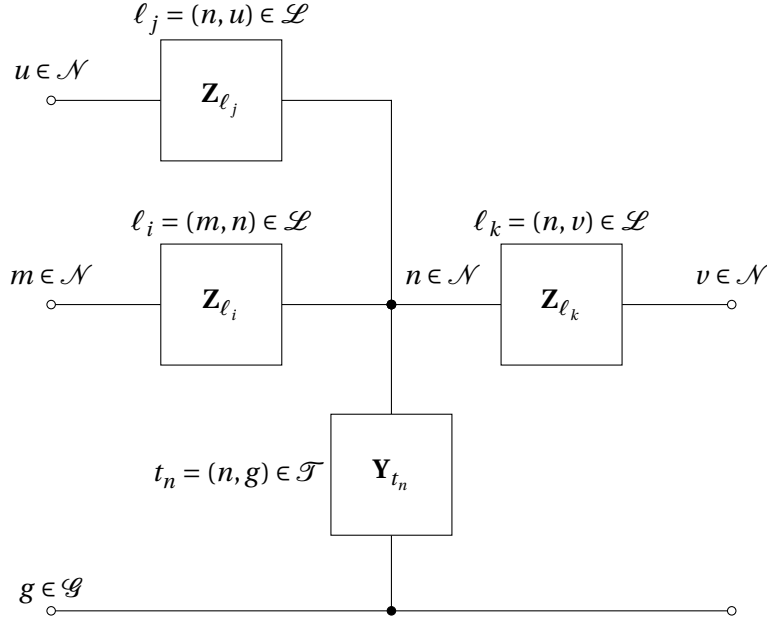 ℓ_j = (n, u) ∈ ℒ
u ∈ 𝒩
Z_{ℓ_j}
ℓ_i = (m, n) ∈ ℒ
ℓ_k = (n, v) ∈ ℒ
m ∈ 𝒩
n ∈ 𝒩
v ∈ 𝒩
Z_{ℓ_i}
Z_{ℓ_k}
t_n = (n, g) ∈ 𝒯
Y_{t_n}
g ∈ 𝒢